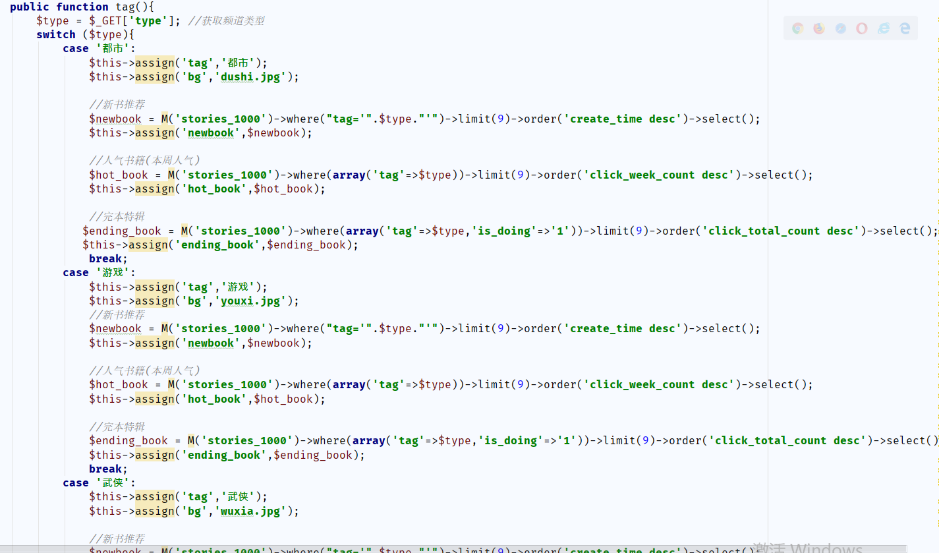 public function tag(){
$type = $_GET['type']; //获取频道类型
switch ($type){
case '都市':
$this->assign('tag','都市');
$this->assign('bg','dushi.jpg');
//新书推荐
$newbook = M('stories_1000')->where("tag='".$type."'")->limit(9)->order('create_time desc')->select();
$this->assign('newbook',$newbook);
//人气书籍(本周人气)
$hot_book = M('stories_1000')->where(array('tag'=>$type))->limit(9)->order('click_week_count desc')->select();
$this->assign('hot_book',$hot_book);
//完本特辑
$ending_book = M('stories_1000')->where(array('tag'=>$type,'is_doing'=>'1'))->limit(9)->order('click_total_count desc')->select();
$this->assign('ending_book',$ending_book);
break;
case '游戏':
$this->assign('tag','游戏');
$this->assign('bg','youxi.jpg');
//新书推荐
$newbook = M('stories_1000')->where("tag='".$type."'")->limit(9)->order('create_time desc')->select();
$this->assign('newbook',$newbook);
//人气书籍(本周人气)
$hot_book = M('stories_1000')->where(array('tag'=>$type))->limit(9)->order('click_week_count desc')->select();
$this->assign('hot_book',$hot_book);
//完本特辑
$ending_book = M('stories_1000')->where(array('tag'=>$type,'is_doing'=>'1'))->limit(9)->order('click_total_count desc')->select()
$this->assign('ending_book',$ending_book);
break;
case '武侠':
$this->assign('tag','武侠');
$this->assign('bg','wuxia.jpg');
//新书推荐
$newbook = M('stories_1000')->where("tag='".$type."'")->limit(9)->order('create_time desc')->select();
激活 Windows